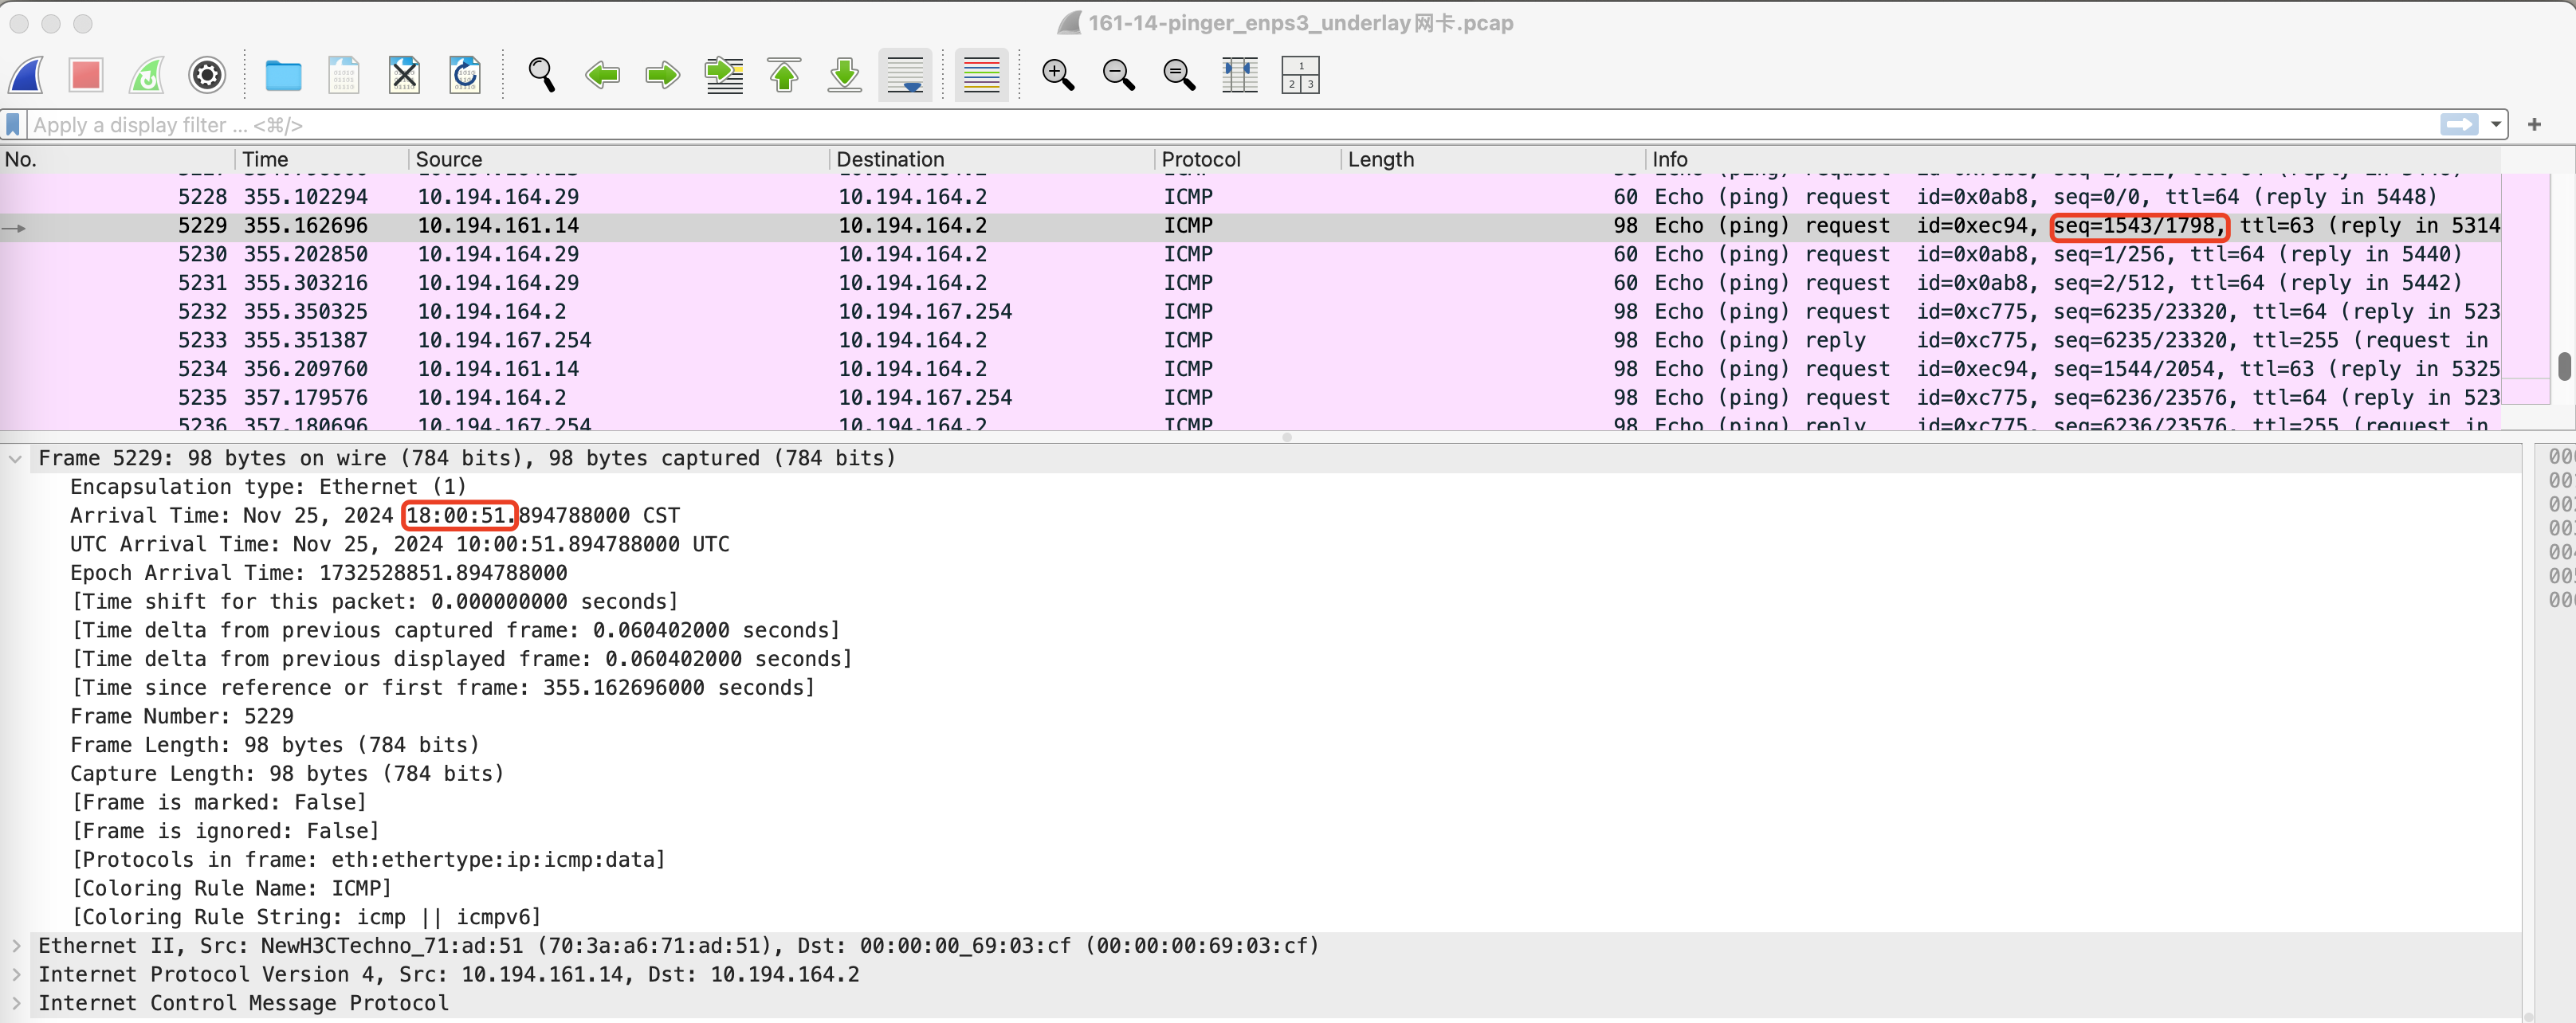 161-14-pinger_enps3_underlay网卡.pcap
Apply a display filter ... <⌘/>
No. Time Source Destination Protocol Length Info
5228 355.102294 10.194.164.29 10.194.164.2 ICMP 60 Echo (ping) request id=0x0ab8, seq=0/0, ttl=64 (reply in 5448)
5229 355.162696 10.194.161.14 10.194.164.2 ICMP 98 Echo (ping) request id=0xec94, seq=1543/1798, ttl=63 (reply in 5314
5230 355.202850 10.194.164.29 10.194.164.2 ICMP 60 Echo (ping) request id=0x0ab8, seq=1/256, ttl=64 (reply in 5440)
5231 355.303216 10.194.164.29 10.194.164.2 ICMP 60 Echo (ping) request id=0x0ab8, seq=2/512, ttl=64 (reply in 5442)
5232 355.350325 10.194.164.2 10.194.167.254 ICMP 98 Echo (ping) request id=0xc775, seq=6235/23320, ttl=64 (reply in 523
5233 355.351387 10.194.167.254 10.194.164.2 ICMP 98 Echo (ping) reply id=0xc775, seq=6235/23320, ttl=255 (request in
5234 356.209760 10.194.161.14 10.194.164.2 ICMP 98 Echo (ping) request id=0xec94, seq=1544/2054, ttl=63 (reply in 5325
5235 357.179576 10.194.164.2 10.194.167.254 ICMP 98 Echo (ping) request id=0xc775, seq=6236/23576, ttl=64 (reply in 523
5236 357.180696 10.194.167.254 10.194.164.2 ICMP 98 Echo (ping) reply id=0xc775, seq=6236/23576, ttl=255 (request in
Frame 5229: 98 bytes on wire (784 bits), 98 bytes captured (784 bits)
Encapsulation type: Ethernet (1)
Arrival Time: Nov 25, 2024 18:00:51.894788000 CST
UTC Arrival Time: Nov 25, 2024 10:00:51.894788000 UTC
Epoch Arrival Time: 1732528851.894788000
[Time shift for this packet: 0.000000000 seconds]
[Time delta from previous captured frame: 0.060402000 seconds]
[Time delta from previous displayed frame: 0.060402000 seconds]
[Time since reference or first frame: 355.162696000 seconds]
Frame Number: 5229
Frame Length: 98 bytes (784 bits)
Capture Length: 98 bytes (784 bits)
[Frame is marked: False]
[Frame is ignored: False]
[Protocols in frame: eth:ethertype:ip:icmp:data]
[Coloring Rule Name: ICMP]
[Coloring Rule String: icmp || icmpv6]
Ethernet II, Src: NewH3CTechno_71:ad:51 (70:3a:a6:71:ad:51), Dst: 00:00:00_69:03:cf (00:00:00:69:03:cf)
Internet Protocol Version 4, Src: 10.194.161.14, Dst: 10.194.164.2
Internet Control Message Protocol